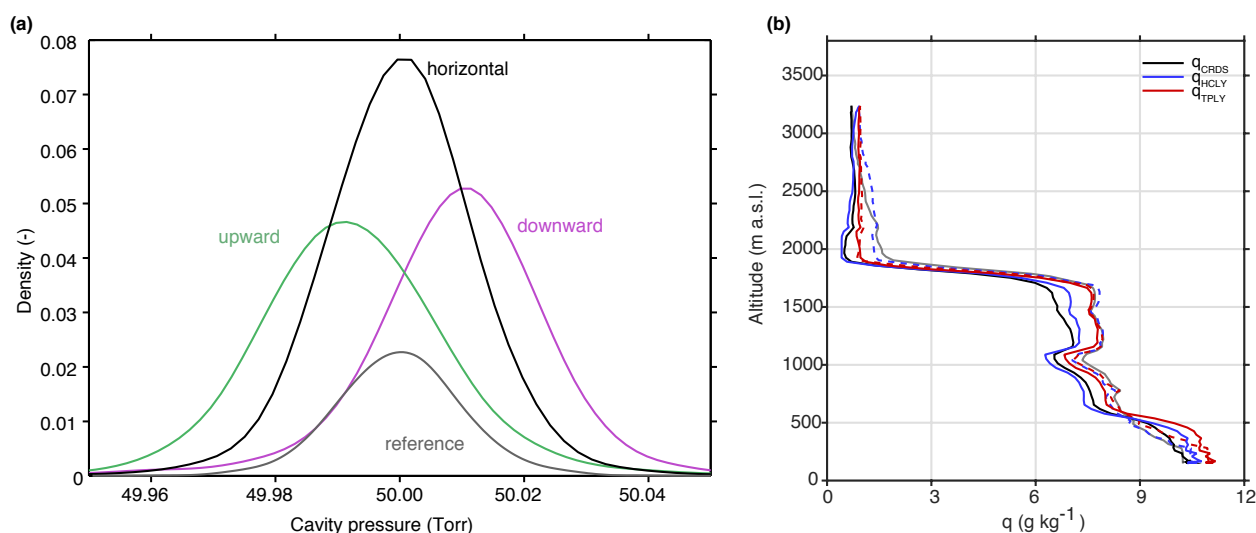 (a)
0.08
0.07
0.06
0.05
0.04
0.03
0.02
0.01
0
Density (-)
horizontal
upward
downward
reference
49.96
49.98
50.00
50.02
50.04
Cavity pressure (Torr)
(b)
3500
3000
2500
2000
1500
1000
500
0
Altitude (m a.s.l.)
qCRDS
qHCLY
qTPLY
0
3
6
9
12
q (g kg⁻¹)